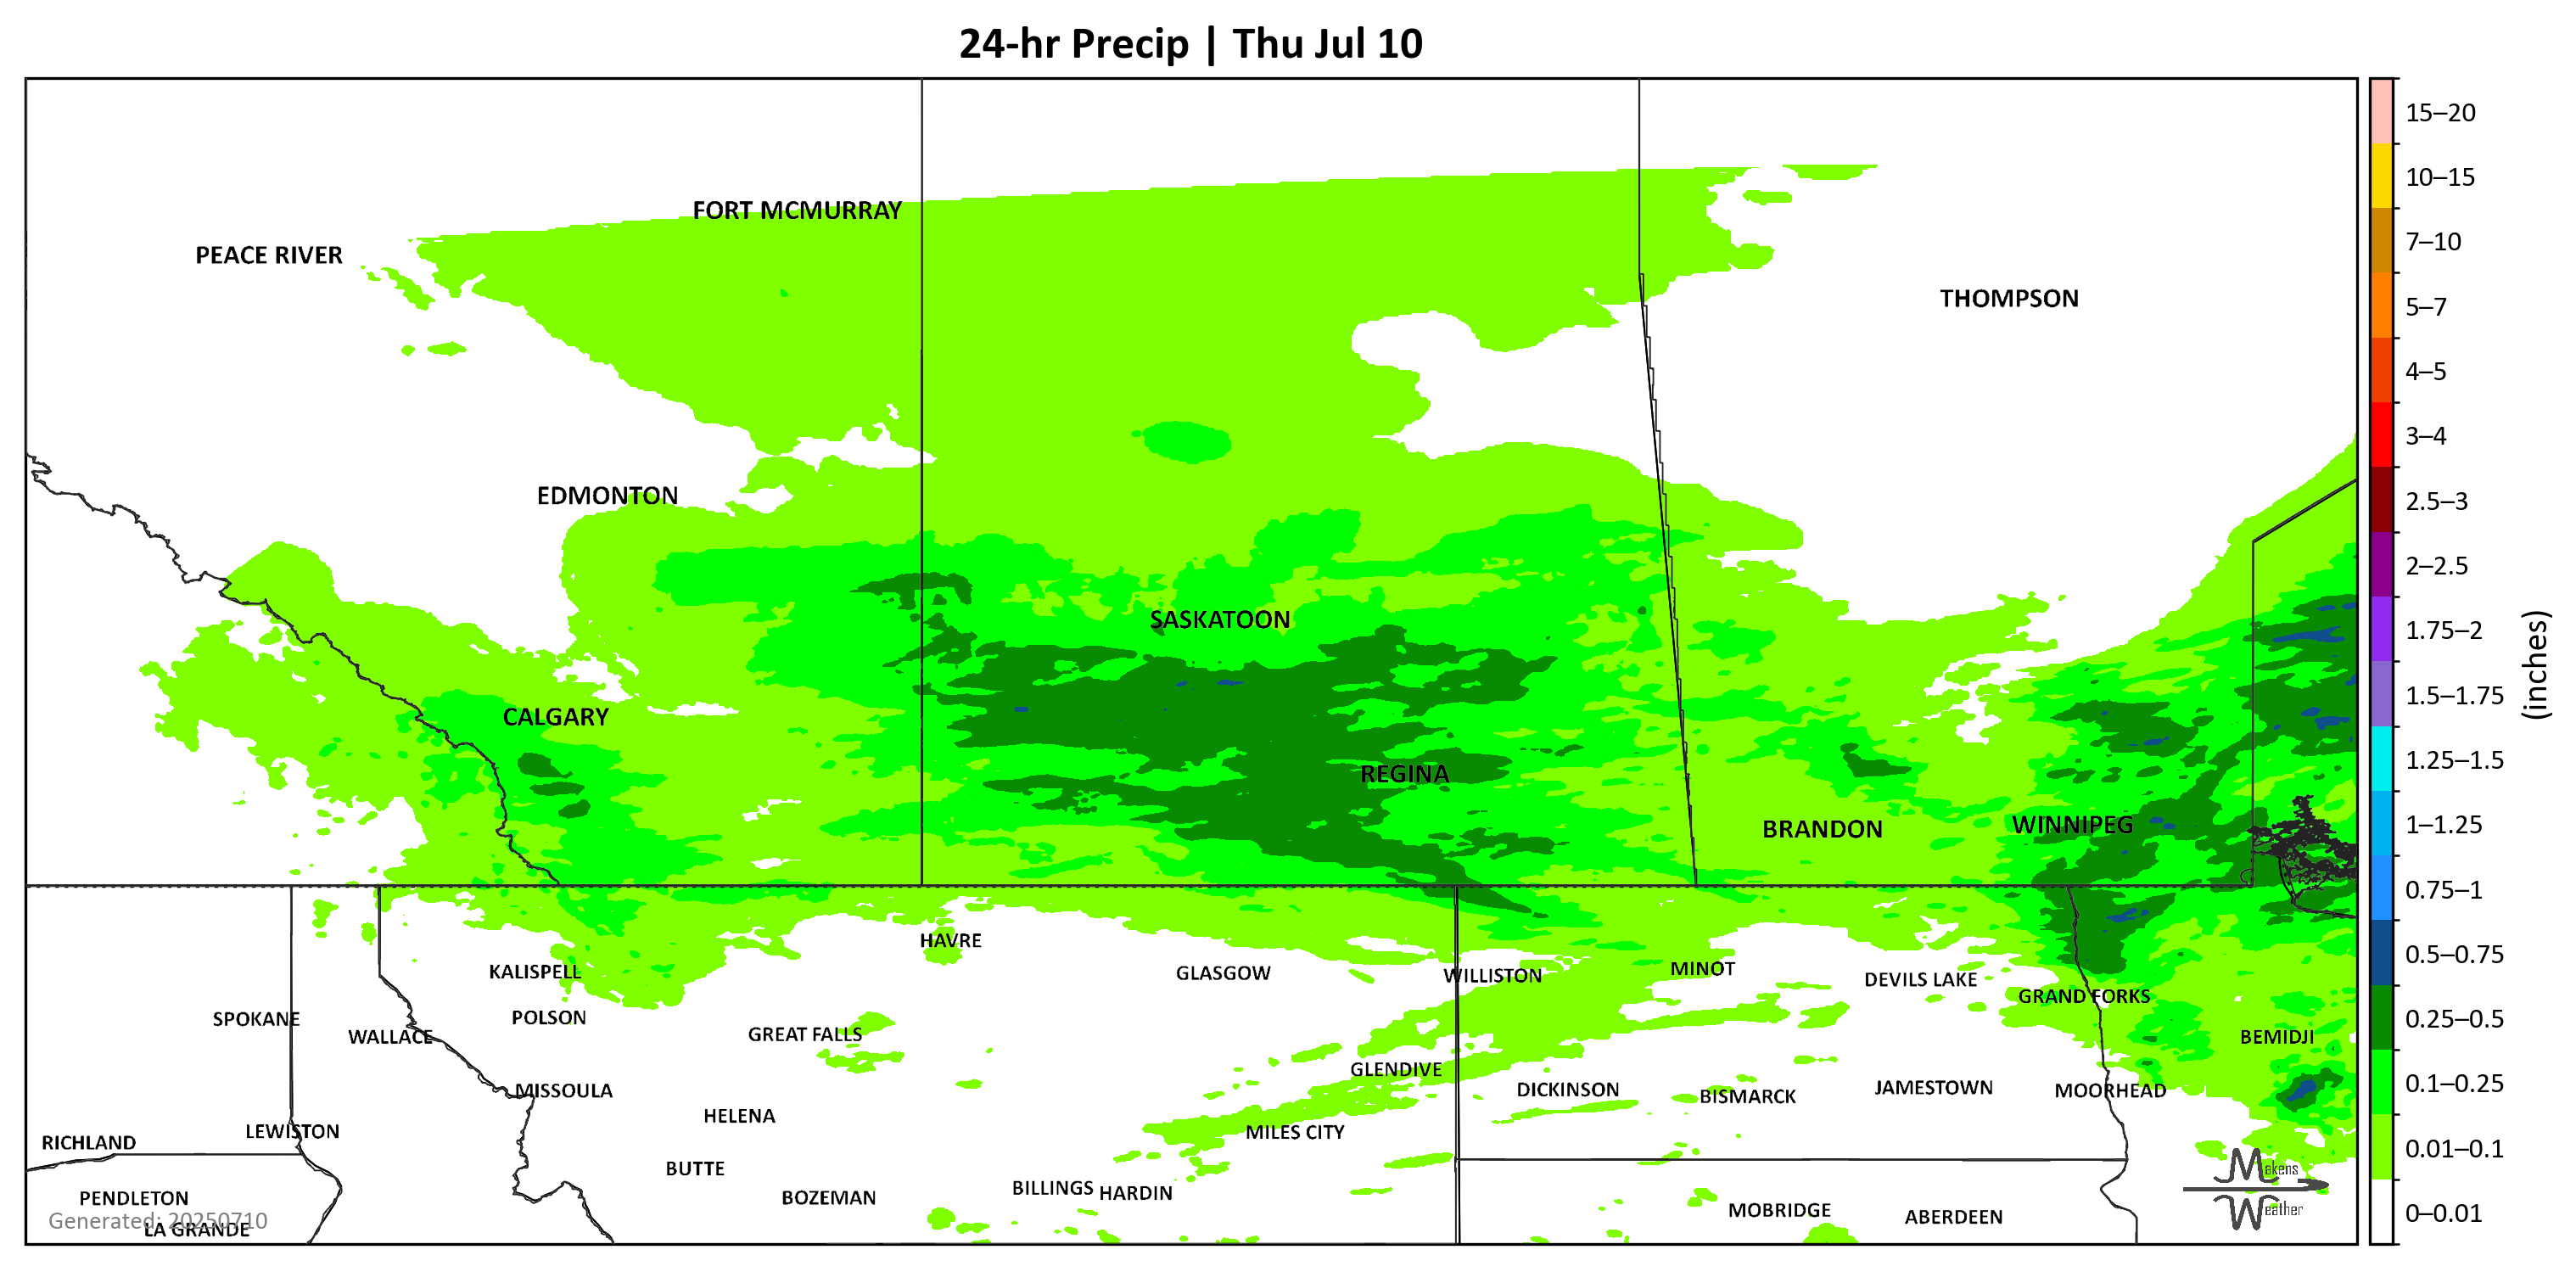 24-hr Precip | Thu Jul 10
FORT MCMURRAY
PEACE RIVER
THOMPSON
EDMONTON
SASKATOON
CALGARY
REGINA
BRANDON
WINNIPEG
HAVRE
KALISPELL
GLASGOW
WILLISTON
MINOT
DEVILS LAKE
GRAND FORKS
SPOKANE
WALLACE
POLSON
GREAT FALLS
BEMIDJI
GLENDIVE
MISSOULA
DICKINSON
BISMARCK
JAMESTOWN
MOORHEAD
HELENA
LEWISTON
MILES CITY
RICHLAND
BUTTE
BILLINGS
HARDIN
PENDLETON
BOZEMAN
MOBRIDGE
ABERDEEN
Generated: 20250710
LA GRANDE
Makens
Weather
15–20
10–15
7–10
5–7
4–5
3–4
2.5–3
2–2.5
1.75–2
1.5–1.75
1.25–1.5
1–1.25
0.75–1
0.5–0.75
0.25–0.5
0.1–0.25
0.01–0.1
0–0.01
(inches)